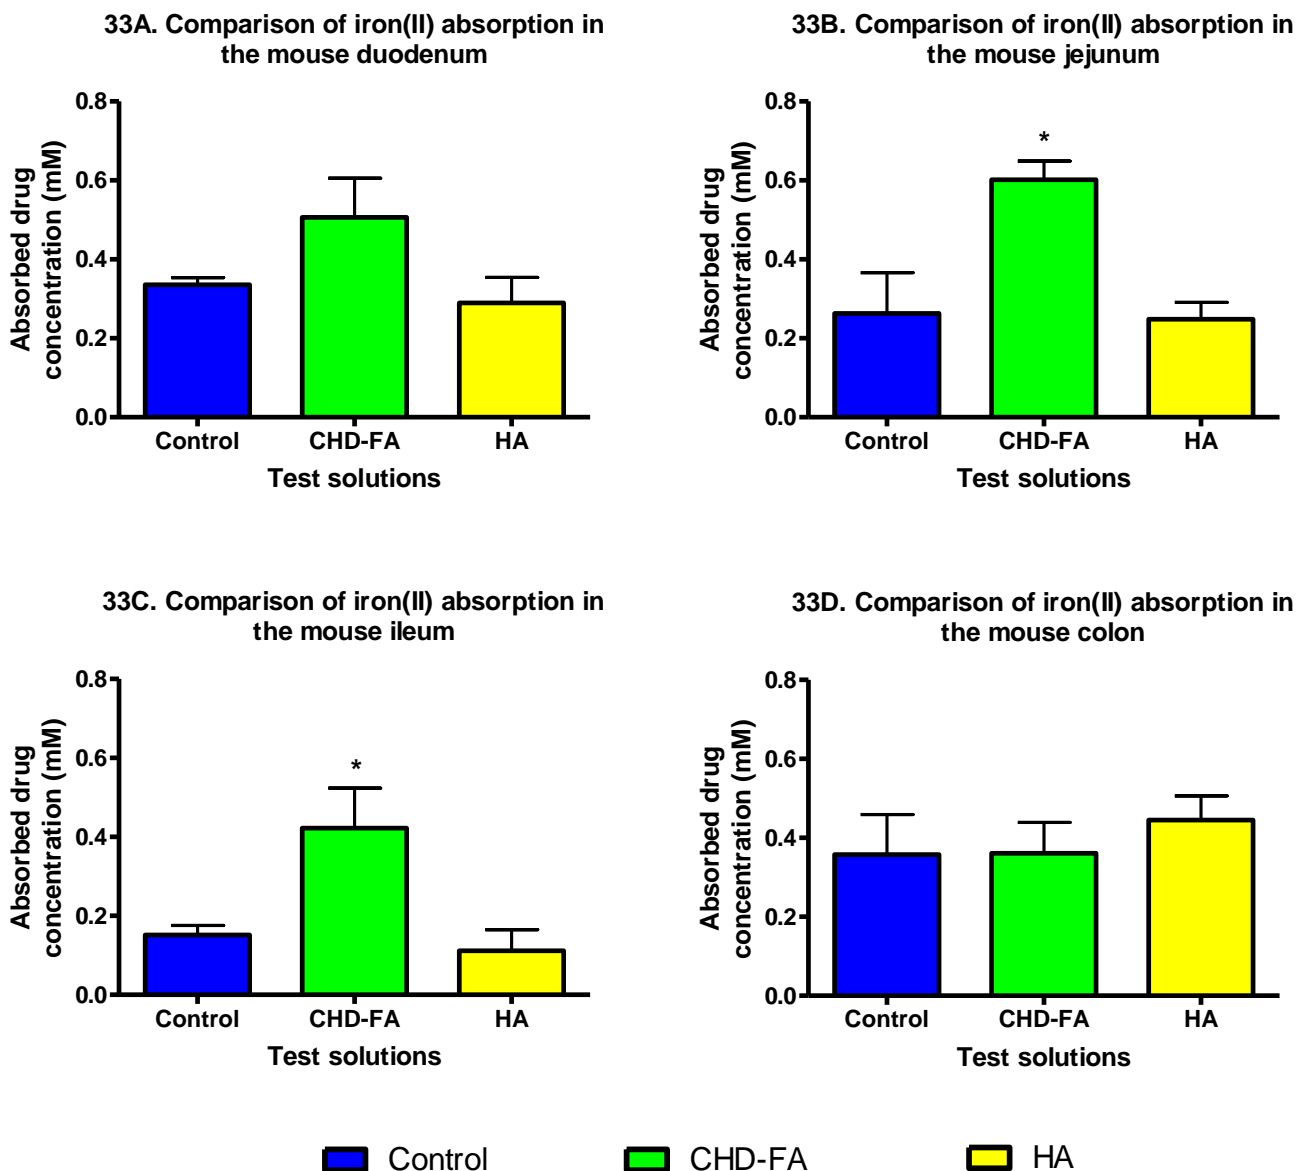 33A. Comparison of iron(II) absorption in
the mouse duodenum
Absorbed drug
concentration (mM)
0.8
0.6
0.4
0.2
0.0
Control CHD-FA HA
Test solutions
33B. Comparison of iron(II) absorption in
the mouse jejunum
Absorbed drug
concentration (mM)
0.8
0.6
0.4
0.2
0.0
*
Control CHD-FA HA
Test solutions
33C. Comparison of iron(II) absorption in
the mouse ileum
Absorbed drug
concentration (mM)
0.8
0.6
0.4
0.2
0.0
*
Control CHD-FA HA
Test solutions
33D. Comparison of iron(II) absorption in
the mouse colon
Absorbed drug
concentration (mM)
0.8
0.6
0.4
0.2
0.0
Control CHD-FA HA
Test solutions
Control CHD-FA HA